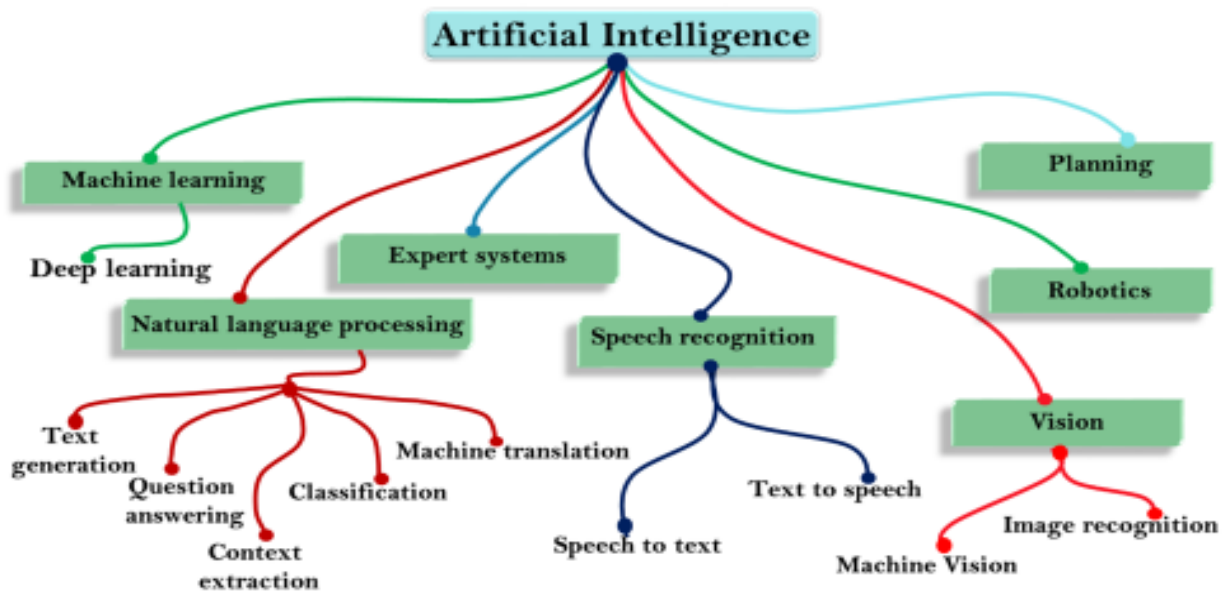 Artificial Intelligence
Machine learning
Planning
Deep learning
Expert systems
Robotics
Natural language processing
Speech recognition
Vision
Text
generation
Question
answering
Context
extraction
Classification
Machine translation
Speech to text
Text to speech
Machine Vision
Image recognition